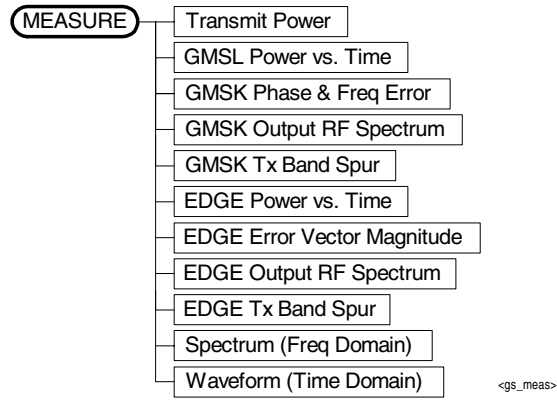 MEASURE
Transmit Power
GMSL Power vs. Time
GMSK Phase & Freq Error
GMSK Output RF Spectrum
GMSK Tx Band Spur
EDGE Power vs. Time
EDGE Error Vector Magnitude
EDGE Output RF Spectrum
EDGE Tx Band Spur
Spectrum (Freq Domain)
Waveform (Time Domain)
<gs_meas>